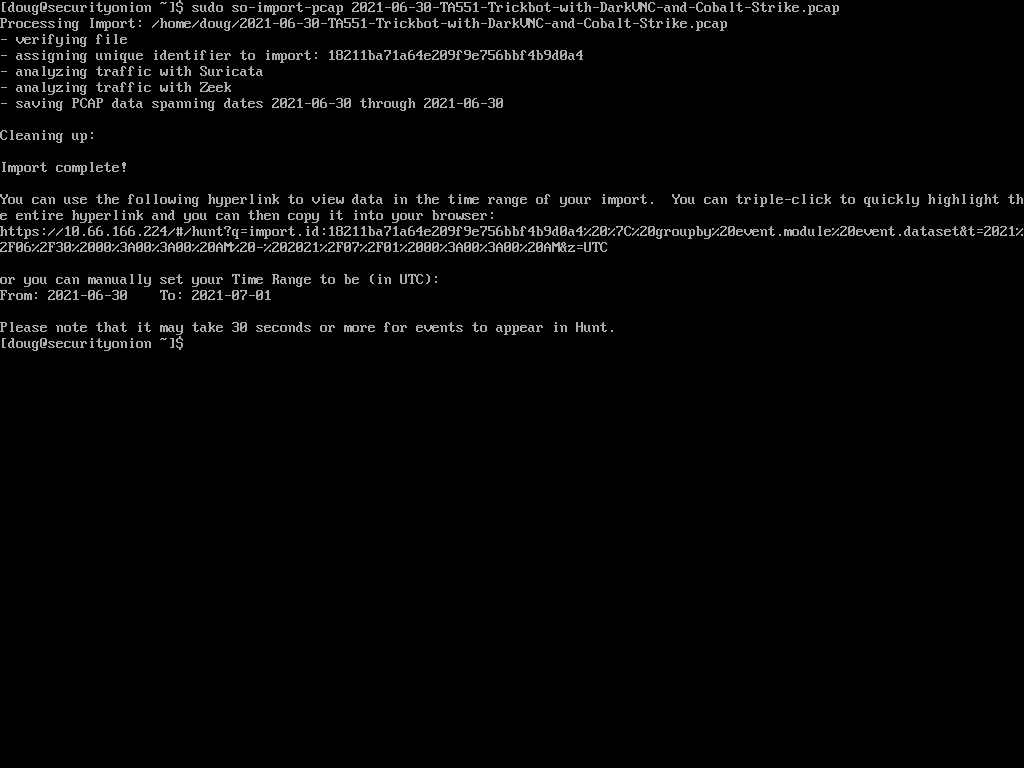 [doug@securityonion ~]$ sudo so-import-pcap 2021-06-30-TA551-Trickbot-with-DarkVNC-and-Cobalt-Strike.pcap
Processing Import: /home/doug/2021-06-30-TA551-Trickbot-with-DarkVNC-and-Cobalt-Strike.pcap
- verifying file
- assigning unique identifier to import: 18211ba71a64e209f9e756bbf4b9d0a4
- analyzing traffic with Suricata
- analyzing traffic with Zeek
- saving PCAP data spanning dates 2021-06-30 through 2021-06-30
Cleaning up:
Import complete!
You can use the following hyperlink to view data in the time range of your import.  You can triple-click to quickly highlight th
e entire hyperlink and you can then copy it into your browser:
https://10.66.166.224/#/hunt?q=import.id:18211ba71a64e209f9e756bbf4b9d0a4%20%7C%20groupby%20event.module%20event.dataset&t=2021%
2F06%2F30%2000%3A00%3A00%20AM%20-%202021%2F07%2F01%2000%3A00%3A00%20AM&z=UTC
or you can manually set your Time Range to be (in UTC):
From: 2021-06-30    To: 2021-07-01
Please note that it may take 30 seconds or more for events to appear in Hunt.
[doug@securityonion ~]$